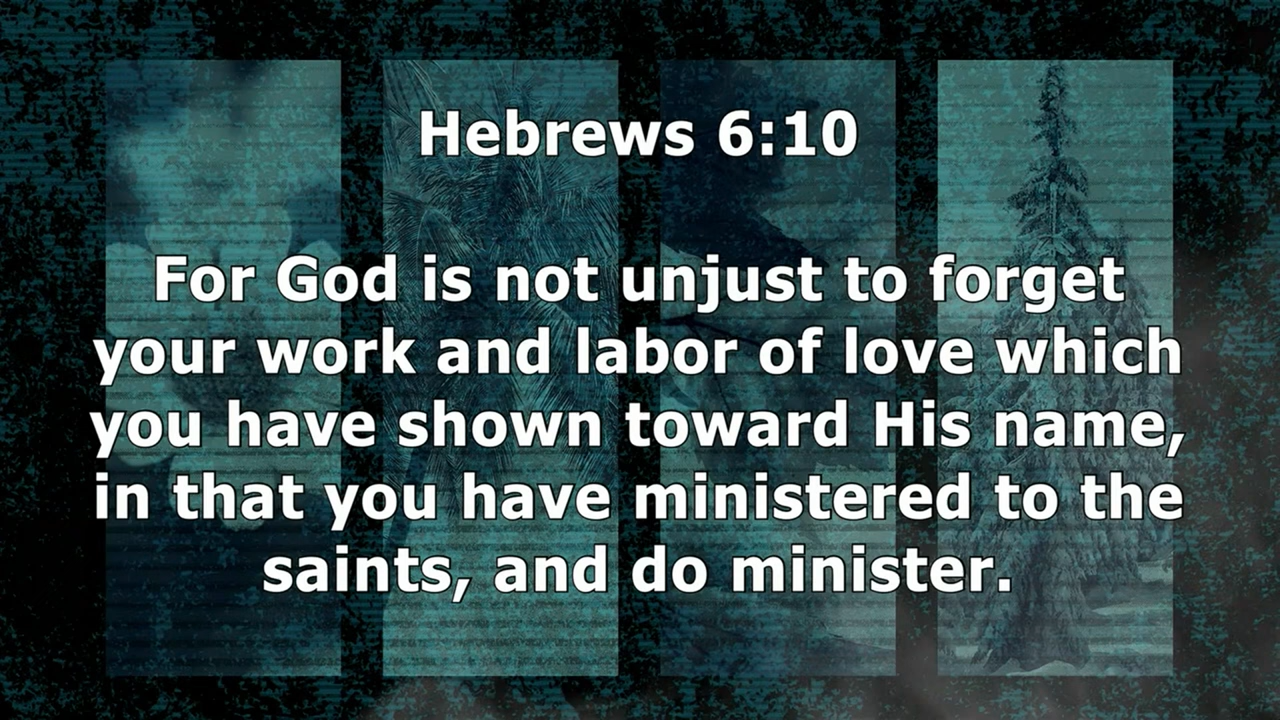 Hebrews 6:10
For God is not unjust to forget
your work and labor of love which
you have shown toward His name,
in that you have ministered to the
saints, and do minister.